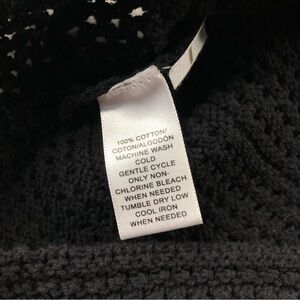 100% COTTON/
COTON/ALGODÓN
MACHINE WASH
COLD
GENTLE CYCLE
ONLY NON-
CHLORINE BLEACH
WHEN NEEDED
TUMBLE DRY LOW
COOL IRON
WHEN NEEDED